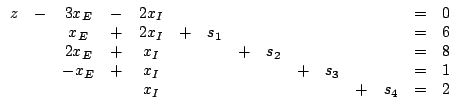 z − 3x_E − 2x_I = 0
x_E + 2x_I + s_1 = 6
2x_E + x_I + s_2 = 8
−x_E + x_I + s_3 = 1
x_I + s_4 = 2